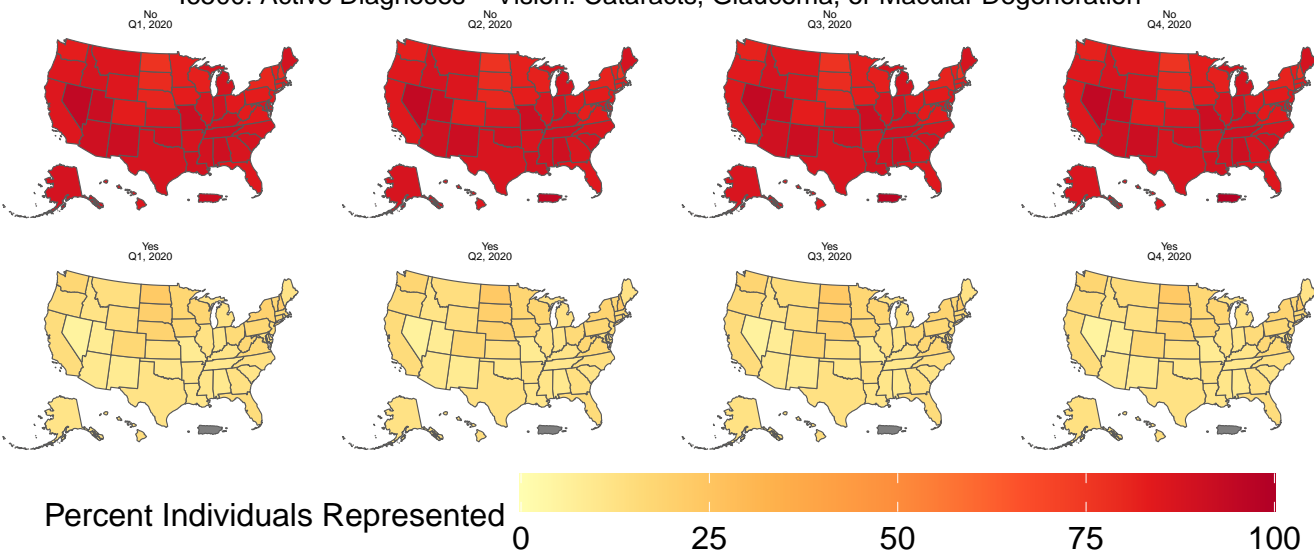 Active Diagnoses - Vision: Cataracts, Glaucoma, or Macular Degeneration
No
Q1, 2020
No
Q2, 2020
No
Q3, 2020
No
Q4, 2020
Yes
Q1, 2020
Yes
Q2, 2020
Yes
Q3, 2020
Yes
Q4, 2020
Percent Individuals Represented
0 25 50 75 100